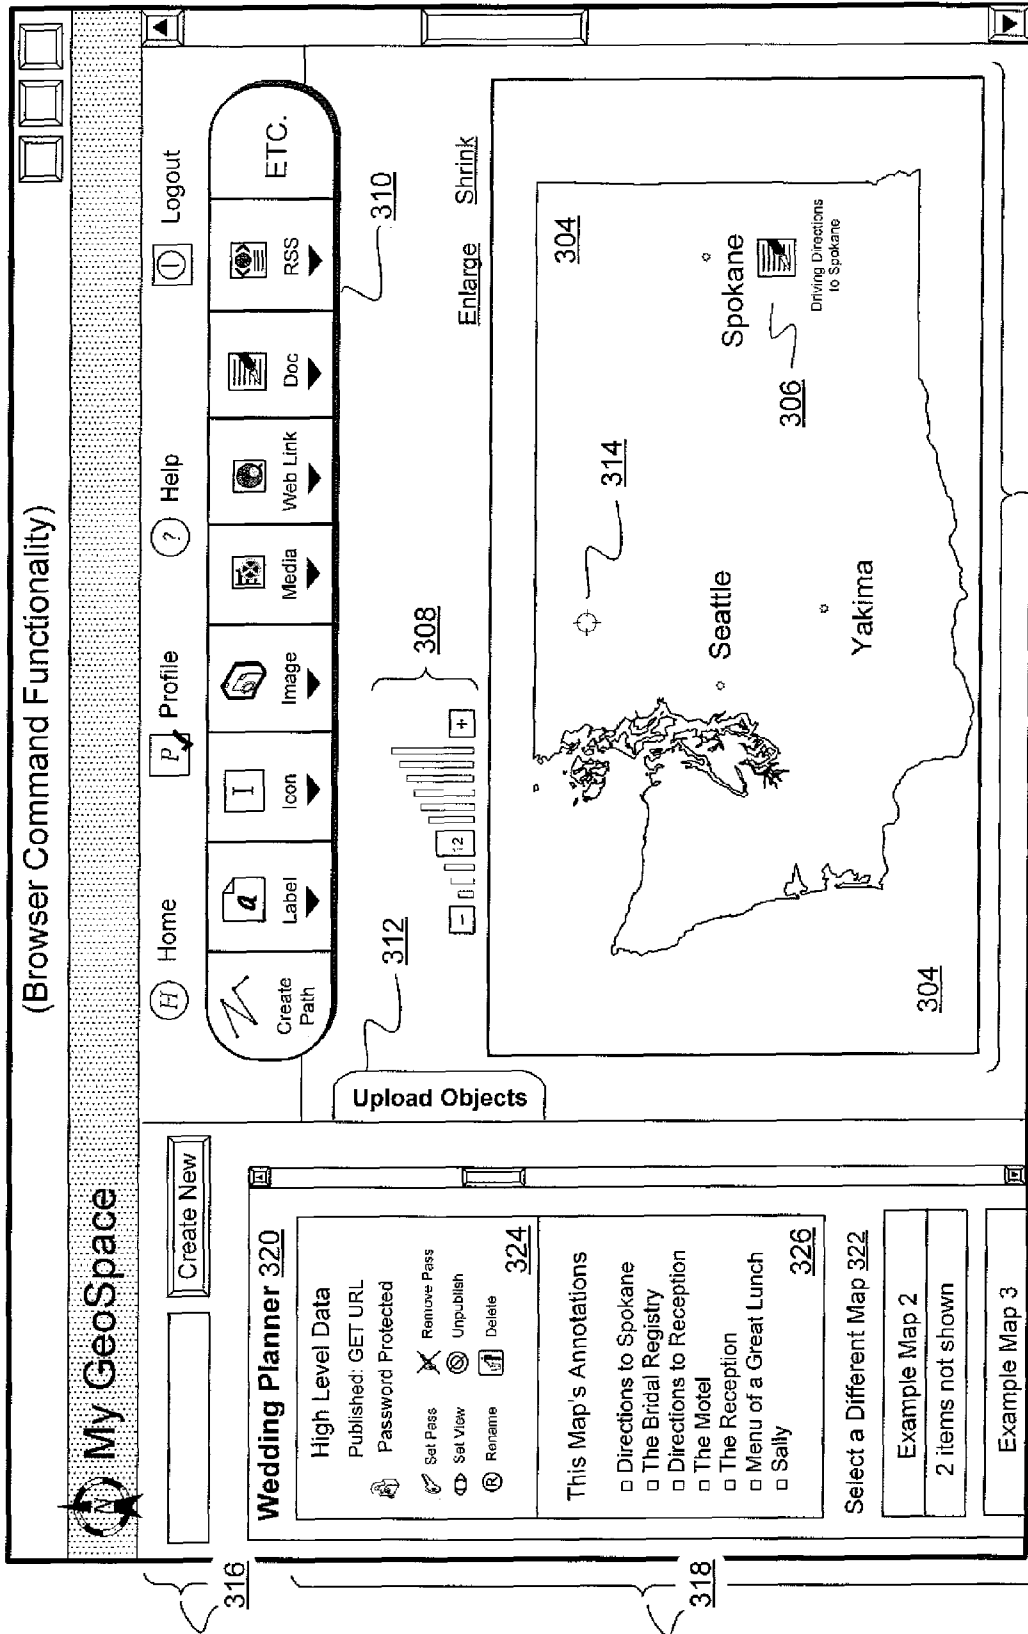 (Browser Command Functionality)
N My GeoSpace
Create New
H Home
P Profile
? Help
Logout
316
Create Path
a Label
I Icon
Image
Media
Web Link
Doc
RSS
ETC.
310
312
Upload Objects
308
- 12 +
Enlarge Shrink
Wedding Planner 320
High Level Data
Published: GET URL
Password Protected
Set Pass Remove Pass
Set View Unpublish
R Rename Delete
324
This Map's Annotations
Directions to Spokane
The Bridal Registry
Directions to Reception
The Motel
The Reception
Menu of a Great Lunch
Sally
326
Select a Different Map 322
Example Map 2
2 items not shown
Example Map 3
318
304
314
Seattle
Spokane
306
Driving Directions
to Spokane
Yakima
304